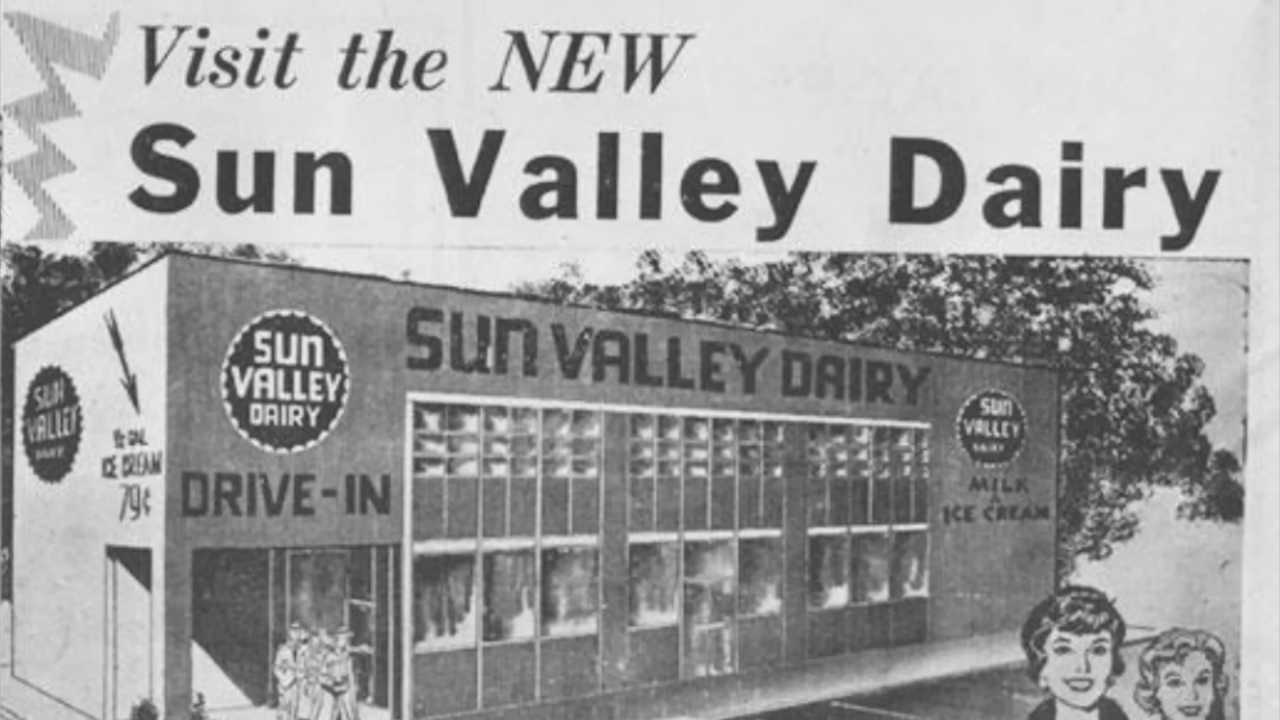 Visit the NEW
Sun Valley Dairy
SUN VALLEY DAIRY
SUN
VALLEY
DAIRY
DRIVE-IN
SUN
VALLEY
DAIRY
½ GAL
ICE CREAM
79¢
SUN
VALLEY
DAIRY
MILK
&
ICE CREAM